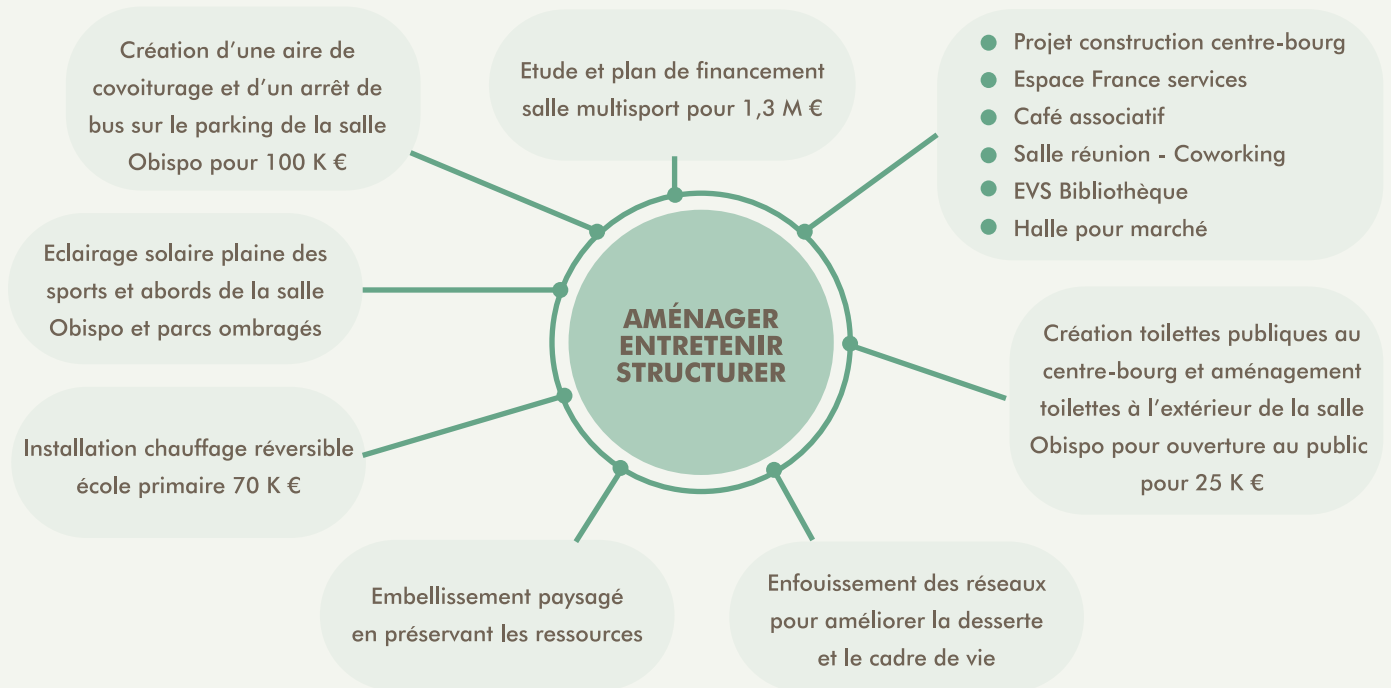 Création d'une aire de
covoiturage et d'un arrêt de
bus sur le parking de la salle
Obispo pour 100 K €
Etude et plan de financement
salle multisport pour 1,3 M €
Projet construction centre-bourg
Espace France services
Café associatif
Salle réunion - Coworking
EVS Bibliothèque
Halle pour marché
Eclairage solaire plaine des
sports et abords de la salle
Obispo et parcs ombragés
AMÉNAGER
ENTRETENIR
STRUCTURER
Création toilettes publiques au
centre-bourg et aménagement
toilettes à l'extérieur de la salle
Obispo pour ouverture au public
pour 25 K €
Installation chauffage réversible
école primaire 70 K €
Embellissement paysagé
en préservant les ressources
Enfouissement des réseaux
pour améliorer la desserte
et le cadre de vie